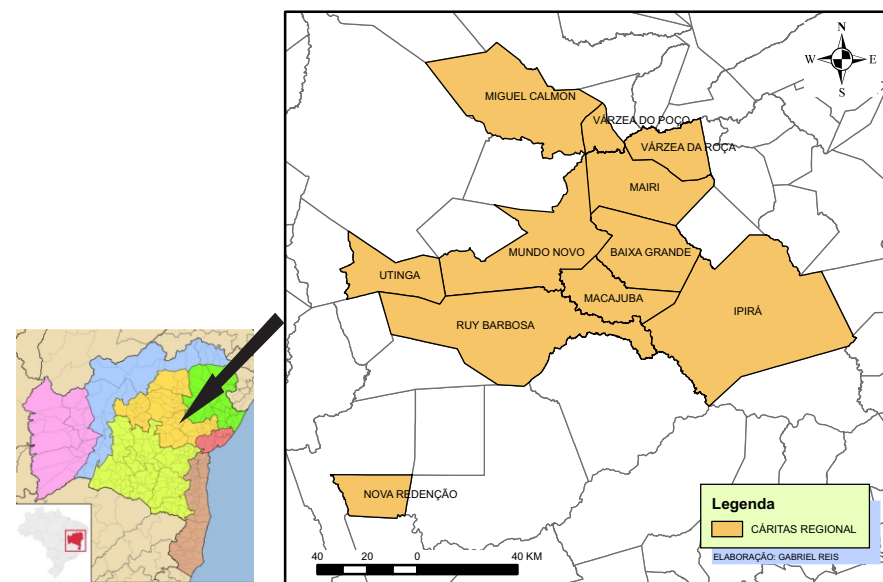 N
W E
S
MIGUEL CALMON
VÁRZEA DO POÇO
VÁRZEA DA ROÇA
MAIRI
MUNDO NOVO
BAIXA GRANDE
UTINGA
MACAJUBA
IPIRÁ
RUY BARBOSA
NOVA REDENÇÃO
Legenda
CÁRITAS REGIONAL
ELABORAÇÃO: GABRIEL REIS
40 20 0 40 KM